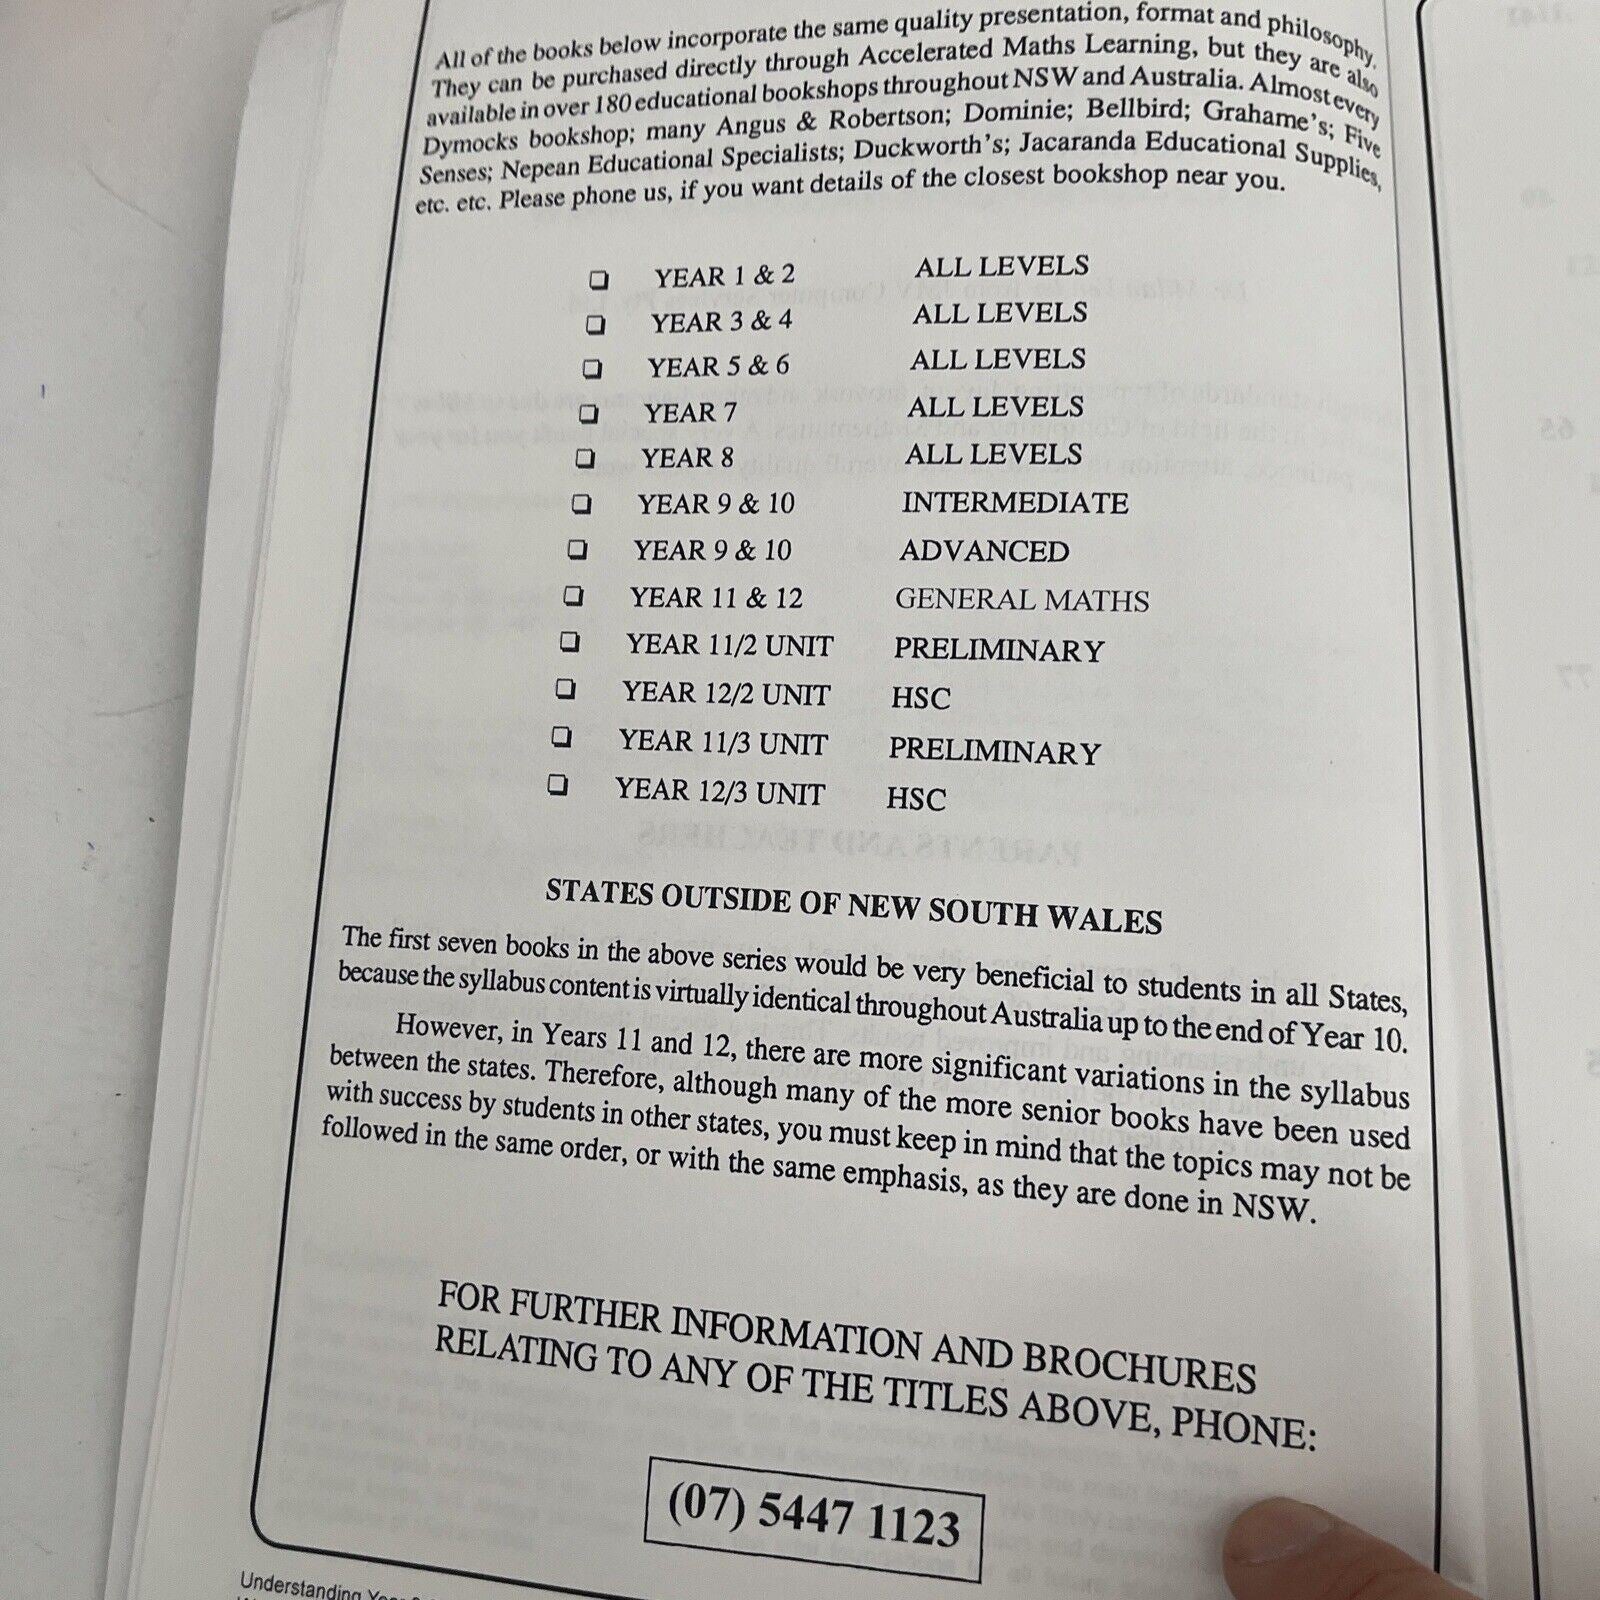 All of the books below incorporate the same quality presentation, format and philosophy.
They can be purchased directly through Accelerated Maths Learning, but they are also
available in over 180 educational bookshops throughout NSW and Australia. Almost every
Dymocks bookshop; many Angus & Robertson; Dominie; Bellbird; Grahame's; Five
Senses; Nepean Educational Specialists; Duckworth's; Jacaranda Educational Supplies,
etc. etc. Please phone us, if you want details of the closest bookshop near you.
❏ YEAR 1 & 2 ALL LEVELS
❏ YEAR 3 & 4 ALL LEVELS
❏ YEAR 5 & 6 ALL LEVELS
❏ YEAR 7 ALL LEVELS
❏ YEAR 8 ALL LEVELS
❏ YEAR 9 & 10 INTERMEDIATE
❏ YEAR 9 & 10 ADVANCED
❏ YEAR 11 & 12 GENERAL MATHS
❏ YEAR 11/2 UNIT PRELIMINARY
❏ YEAR 12/2 UNIT HSC
❏ YEAR 11/3 UNIT PRELIMINARY
❏ YEAR 12/3 UNIT HSC
STATES OUTSIDE OF NEW SOUTH WALES
The first seven books in the above series would be very beneficial to students in all States,
because the syllabus content is virtually identical throughout Australia up to the end of Year 10.
However, in Years 11 and 12, there are more significant variations in the syllabus
between the states. Therefore, although many of the more senior books have been used
with success by students in other states, you must keep in mind that the topics may not be
followed in the same order, or with the same emphasis, as they are done in NSW.
FOR FURTHER INFORMATION AND BROCHURES
RELATING TO ANY OF THE TITLES ABOVE, PHONE:
(07) 5447 1123
Understanding